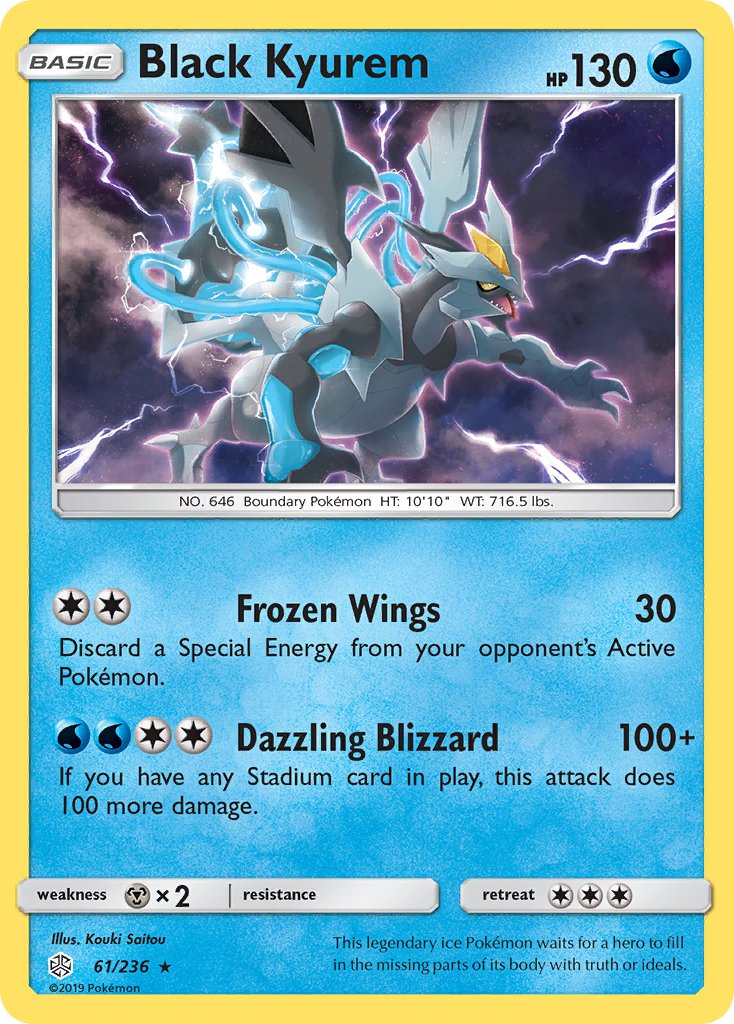 BASIC Black Kyurem HP 130
NO. 646 Boundary Pokémon HT: 10'10" WT: 716.5 lbs.
Frozen Wings 30
Discard a Special Energy from your opponent's Active
Pokémon.
Dazzling Blizzard 100+
If you have any Stadium card in play, this attack does
100 more damage.
weakness ×2 resistance retreat
Illus. Kouki Saitou
61/236 ★
©2019 Pokémon
This legendary ice Pokémon waits for a hero to fill
in the missing parts of its body with truth or ideals.